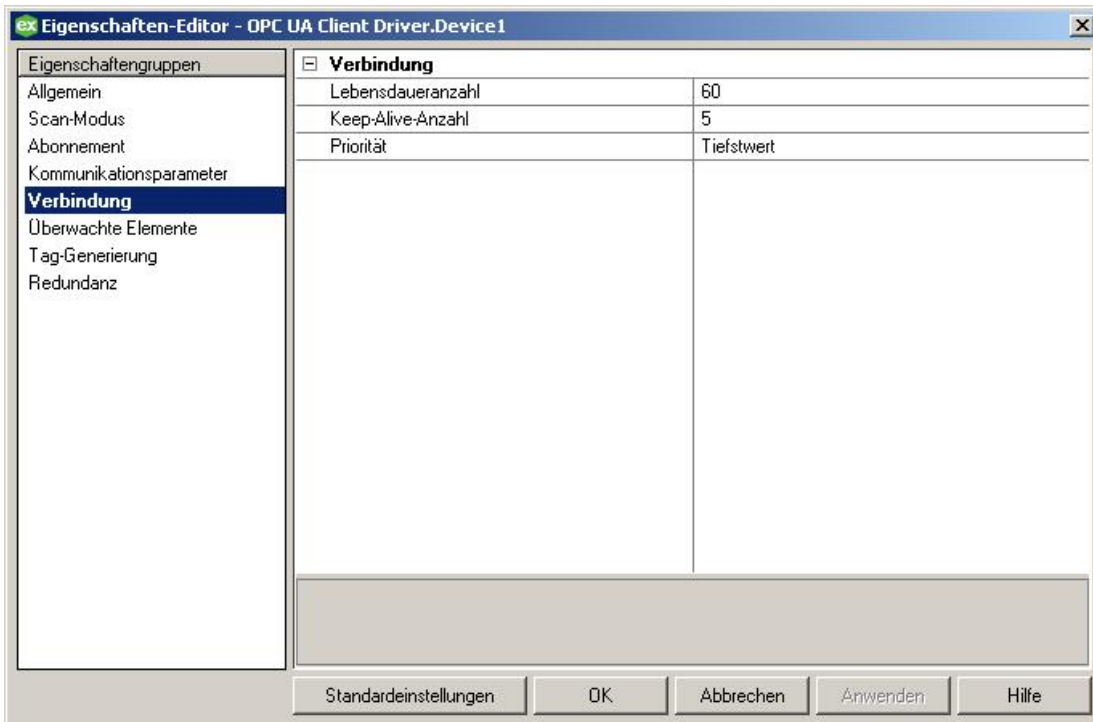 ex Eigenschaften-Editor - OPC UA Client Driver.Device1
Eigenschaftengruppen
Allgemein
Scan-Modus
Abonnement
Kommunikationsparameter
Verbindung
Überwachte Elemente
Tag-Generierung
Redundanz
Verbindung
Lebensdaueranzahl 60
Keep-Alive-Anzahl 5
Priorität Tiefstwert
Standardeinstellungen OK Abbrechen Anwenden Hilfe